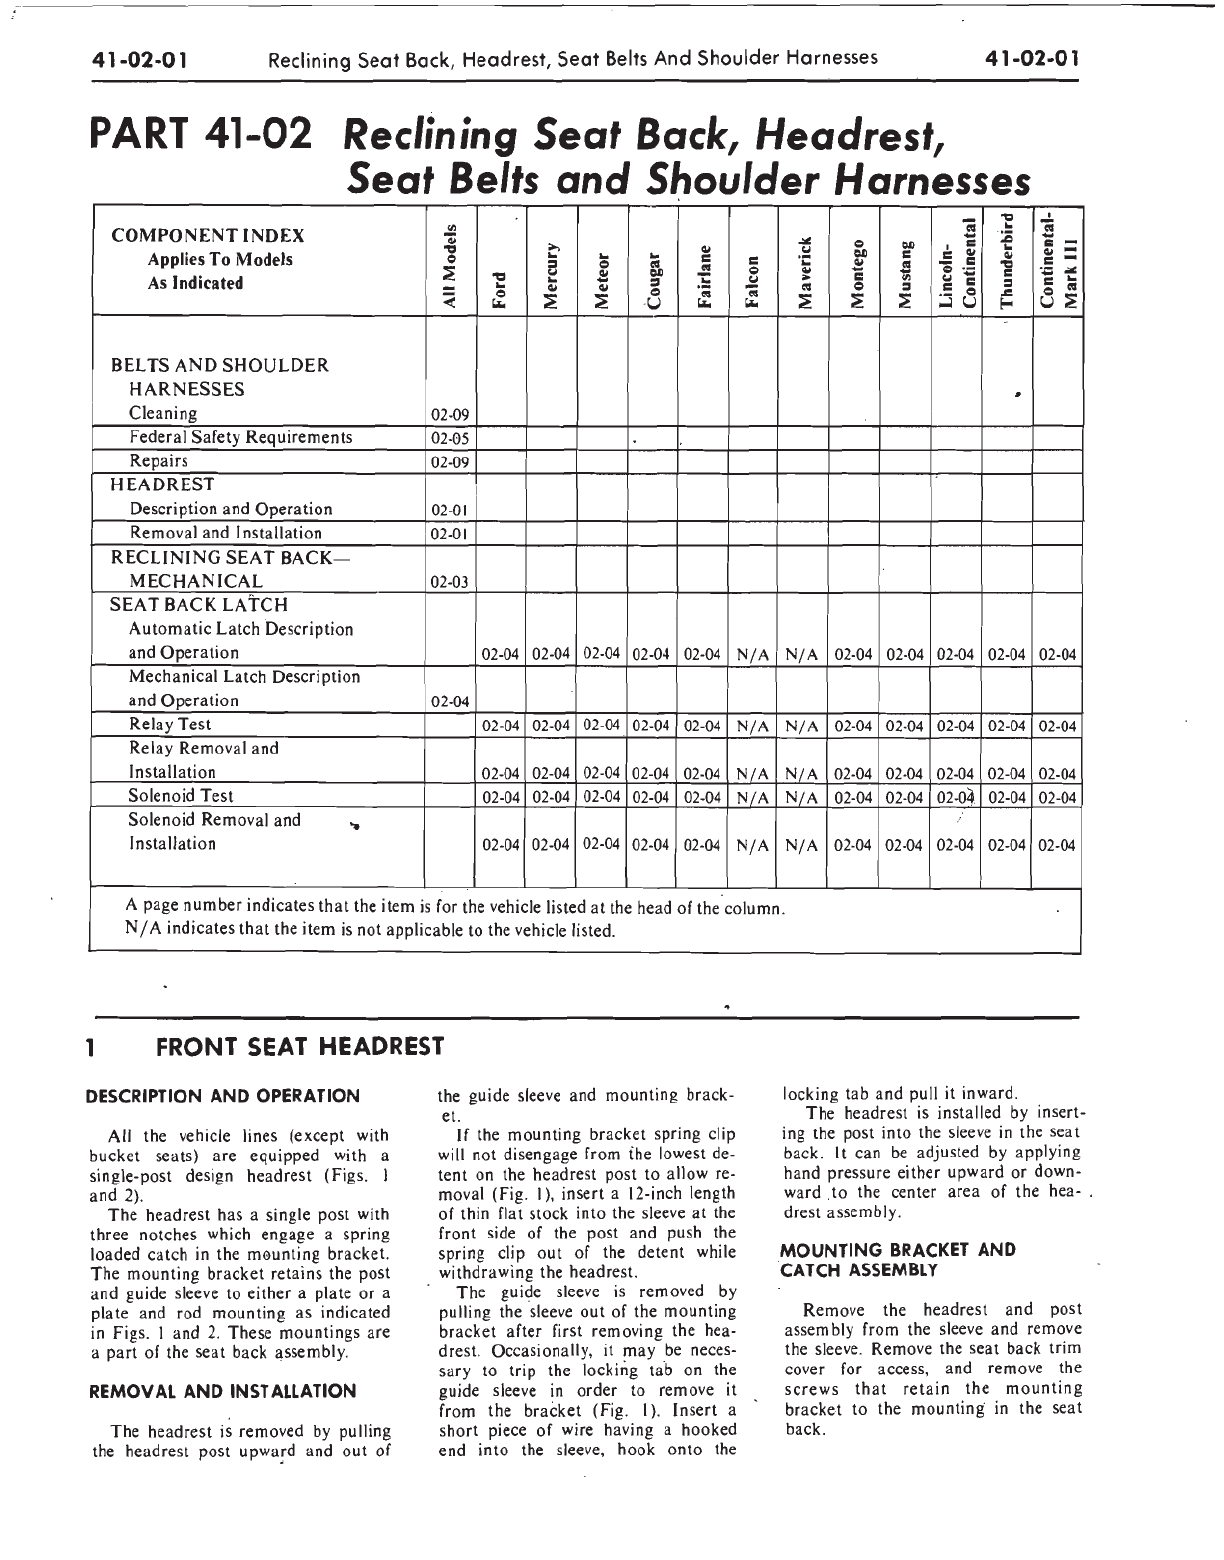 41-02-01 Reclining Seat Back, Headrest, Seat Belts And Shoulder Harnesses 41-02-01
PART 41-02 Reclining Seat Back, Headrest,
Seat Belts and Shoulder Harnesses
COMPONENT INDEX
Applies To Models
As Indicated
All Models
Ford
Mercury
Meteor
Cougar
Fairlane
Falcon
Maverick
Montego
Mustang
Lincoln-
Continental
Thunderbird
Continental-
Mark III
BELTS AND SHOULDER
HARNESSES
Cleaning 02-09
Federal Safety Requirements 02-05
Repairs 02-09
HEADREST
Description and Operation 02-01
Removal and Installation 02-01
RECLINING SEAT BACK—
MECHANICAL 02-03
SEAT BACK LATCH
Automatic Latch Description
and Operation 02-04 02-04 02-04 02-04 02-04 N/A N/A 02-04 02-04 02-04 02-04 02-04
Mechanical Latch Description
and Operation 02-04
Relay Test 02-04 02-04 02-04 02-04 02-04 N/A N/A 02-04 02-04 02-04 02-04 02-04
Relay Removal and
Installation 02-04 02-04 02-04 02-04 02-04 N/A N/A 02-04 02-04 02-04 02-04 02-04
Solenoid Test 02-04 02-04 02-04 02-04 02-04 N/A N/A 02-04 02-04 02-04 02-04 02-04
Solenoid Removal and
Installation 02-04 02-04 02-04 02-04 02-04 N/A N/A 02-04 02-04 02-04 02-04 02-04
A page number indicates that the item is for the vehicle listed at the head of the column.
N/A indicates that the item is not applicable to the vehicle listed.
1 FRONT SEAT HEADREST
DESCRIPTION AND OPERATION
All the vehicle lines (except with
bucket seats) are equipped with a
single-post design headrest (Figs. 1
and 2).
The headrest has a single post with
three notches which engage a spring
loaded catch in the mounting bracket.
The mounting bracket retains the post
and guide sleeve to either a plate or a
plate and rod mounting as indicated
in Figs. 1 and 2. These mountings are
a part of the seat back assembly.
REMOVAL AND INSTALLATION
The headrest is removed by pulling
the headrest post upward and out of
the guide sleeve and mounting brack-
et.
If the mounting bracket spring clip
will not disengage from the lowest de-
tent on the headrest post to allow re-
moval (Fig. 1), insert a 12-inch length
of thin flat stock into the sleeve at the
front side of the post and push the
spring clip out of the detent while
withdrawing the headrest.
The guide sleeve is removed by
pulling the sleeve out of the mounting
bracket after first removing the hea-
drest. Occasionally, it may be neces-
sary to trip the locking tab on the
guide sleeve in order to remove it
from the bracket (Fig. 1). Insert a
short piece of wire having a hooked
end into the sleeve, hook onto the
locking tab and pull it inward.
The headrest is installed by insert-
ing the post into the sleeve in the seat
back. It can be adjusted by applying
hand pressure either upward or down-
ward to the center area of the hea-
drest assembly.
MOUNTING BRACKET AND
CATCH ASSEMBLY
Remove the headrest and post
assembly from the sleeve and remove
the sleeve. Remove the seat back trim
cover for access, and remove the
screws that retain the mounting
bracket to the mounting in the seat
back.